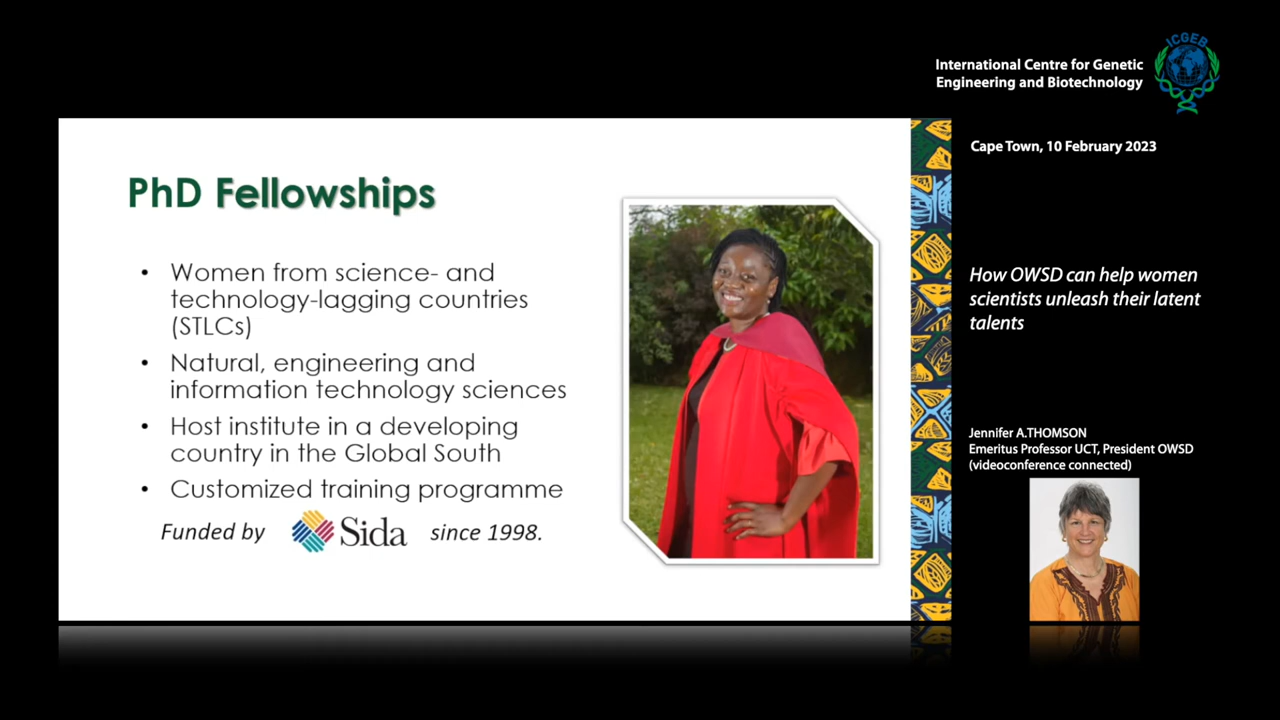 ICGEB
International Centre for Genetic
Engineering and Biotechnology
Cape Town, 10 February 2023
PhD Fellowships
• Women from science- and
technology-lagging countries
(STLCs)
• Natural, engineering and
information technology sciences
• Host institute in a developing
country in the Global South
• Customized training programme
Funded by Sida since 1998.
How OWSD can help women
scientists unleash their latent
talents
Jennifer A.THOMSON
Emeritus Professor UCT, President OWSD
(videoconference connected)